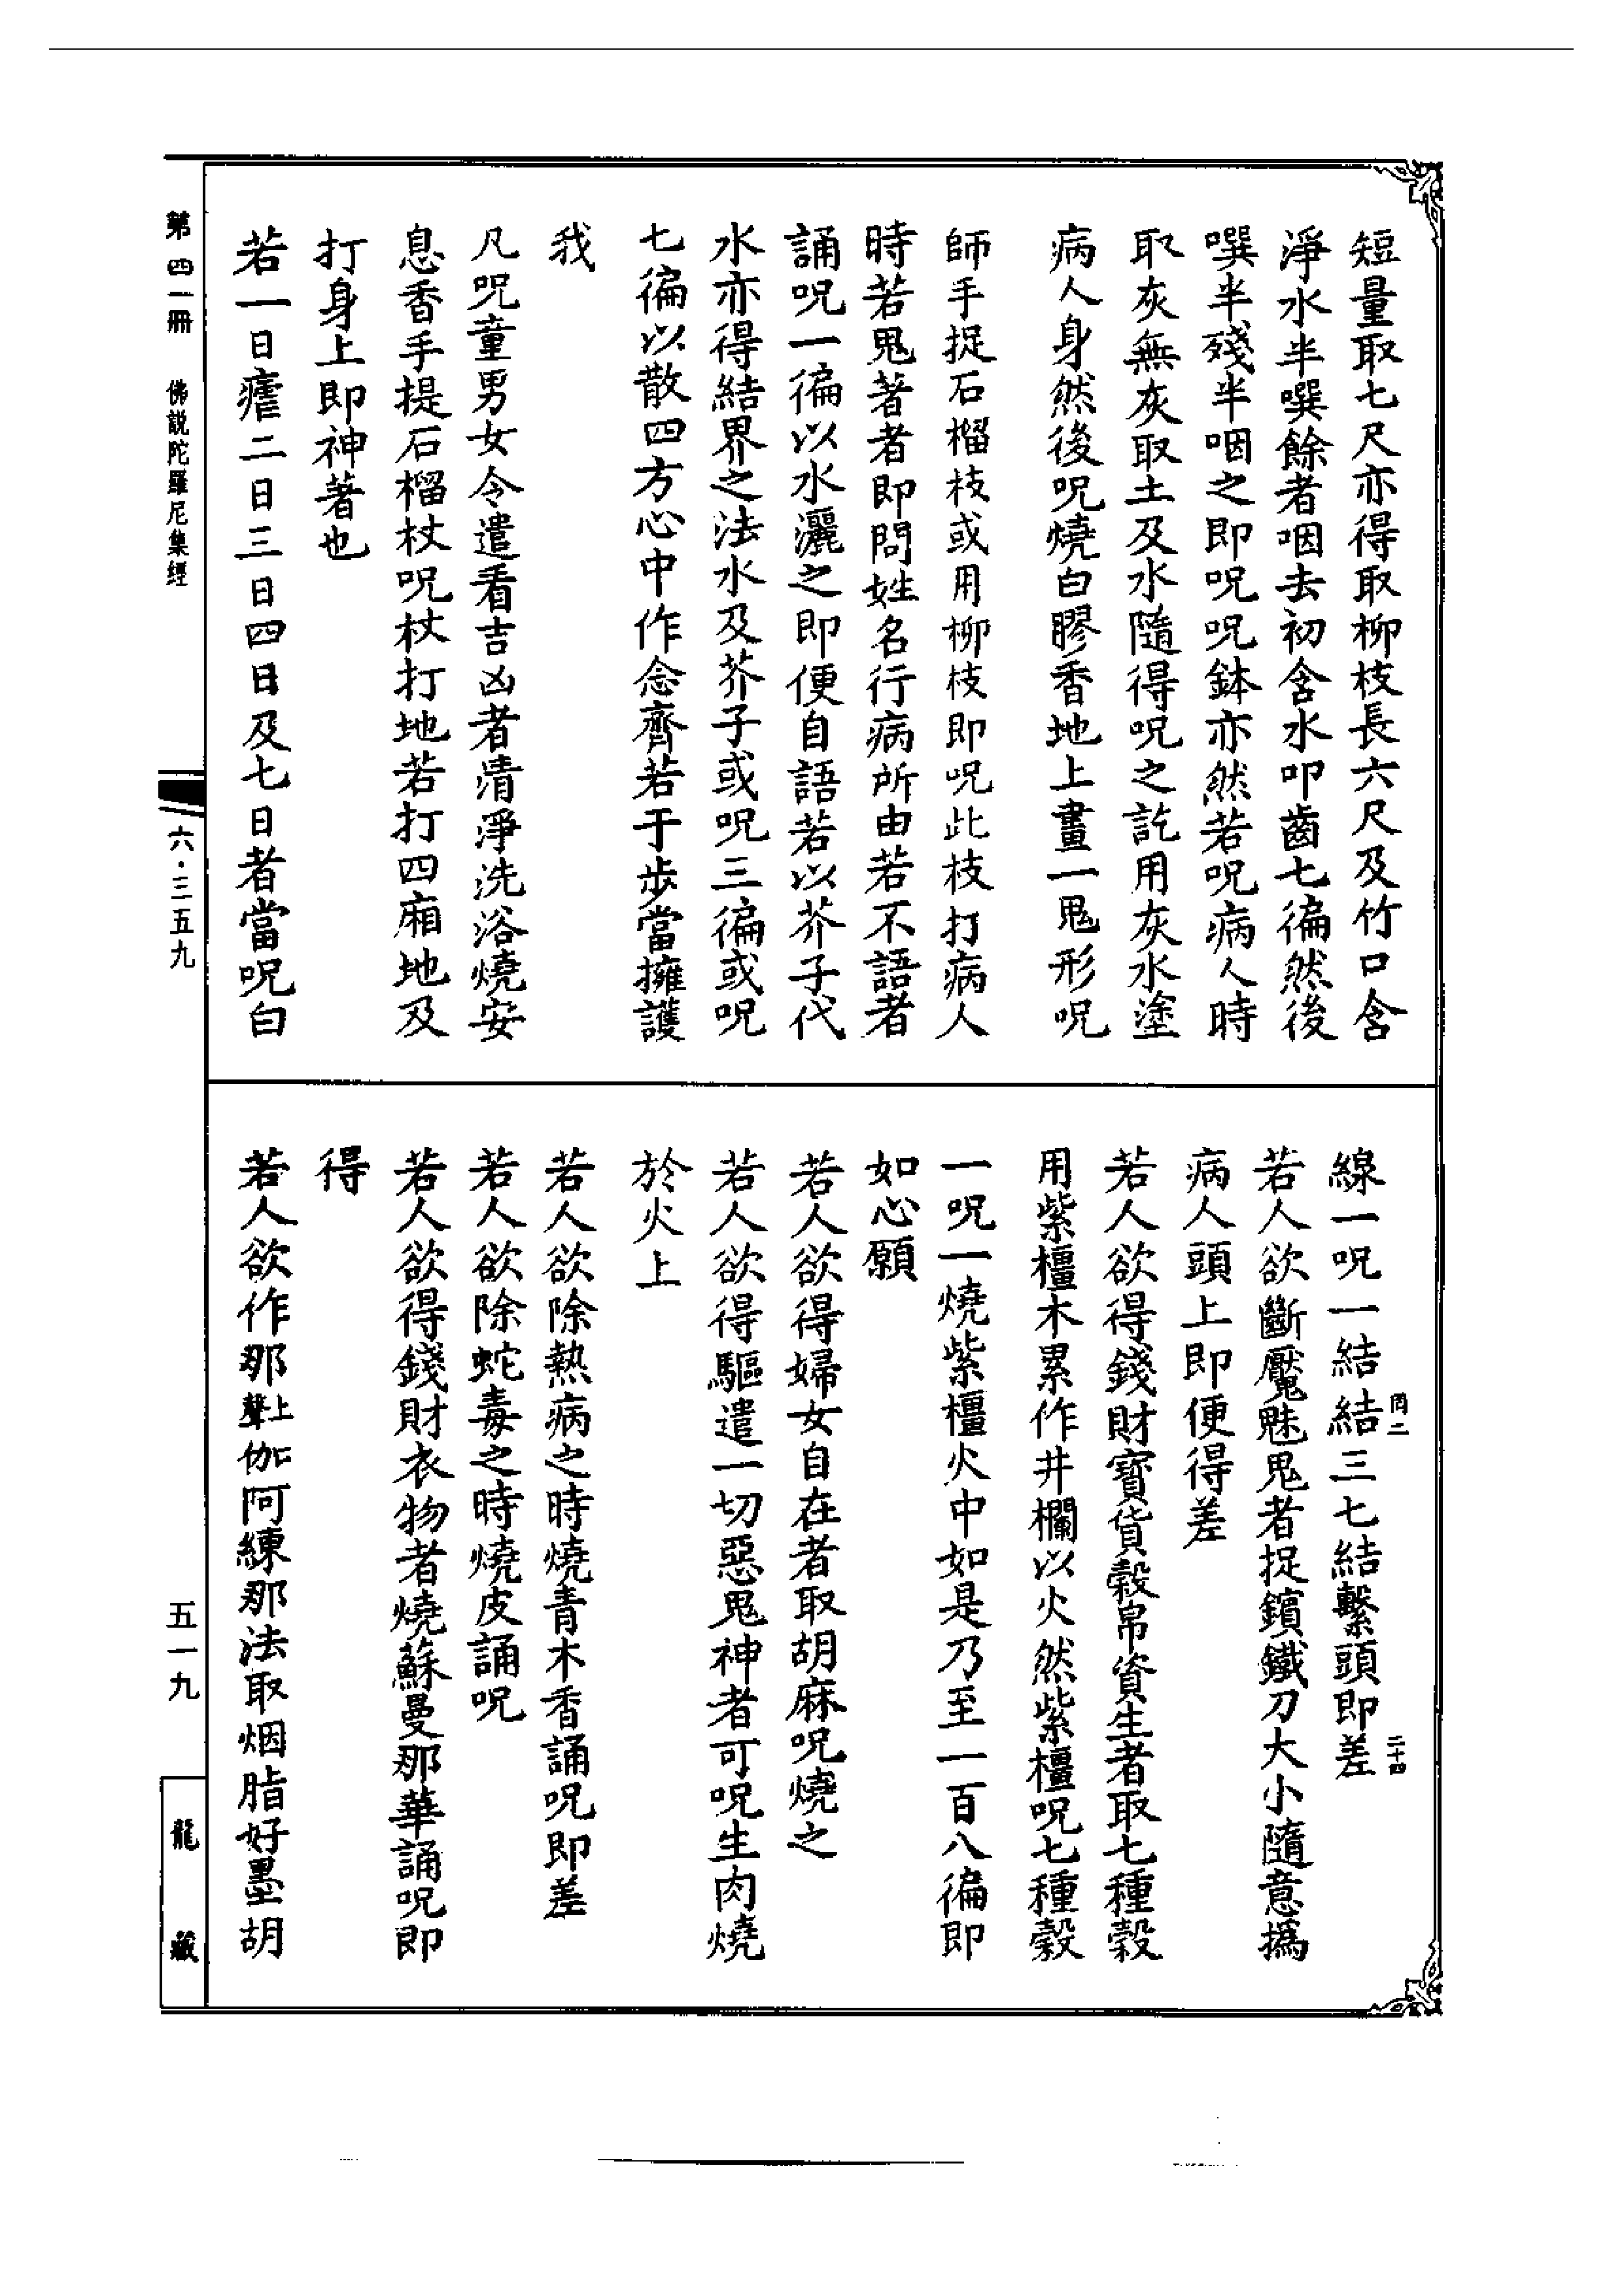 短量取七尺亦得取柳枝長六尺及竹口含
淨水半噀餘者咽去初含水叩齒七徧然後
噀半殘半咽之即呪呪鉢亦然若呪病人時
取灰無灰取土及水隨得呪之訖用灰水塗
病人身然後呪燒白膠香地上畫一鬼形呪
師手捉石榴枝或用柳枝即呪此枝打病人
時若鬼著者即問姓名行病所由若不語者
誦呪一徧以水灑之即便自語若以芥子代
水亦得結界之法水及芥子或呪三徧或呪
七徧以散四方心中作念齊若干步當擁護
我
凡呪童男女令遣看吉凶者清淨洗浴燒安
息香手提石榴杖呪杖打地若打四廂地及
打身上即神著也
若一日瘧二日三日四日及七日者當呪白
線一呪一結結三七結繫頭即差
若人欲斷魘魅鬼者捉鑌鐵刀大小隨意撝
病人頭上即便得差
若人欲得錢財寶貨穀帛資生者取七種穀
用紫橿木累作井欄以火然紫橿呪七種穀
一呪一燒紫橿火中如是乃至一百八徧即
如心願
若人欲得婦女自在者取胡麻呪燒之
若人欲得驅遣一切惡鬼神者可呪生肉燒
於火上
若人欲除熱病之時燒青木香誦呪即差
若人欲除蛇毒之時燒皮誦呪
若人欲得錢財衣物者燒蘇曼那華誦呪即
得
若人欲作那上聲伽阿練那法取烟脂好墨胡
二
二十四
第四一冊　佛說陀羅尼集經
六・三五九
五一九
龍藏